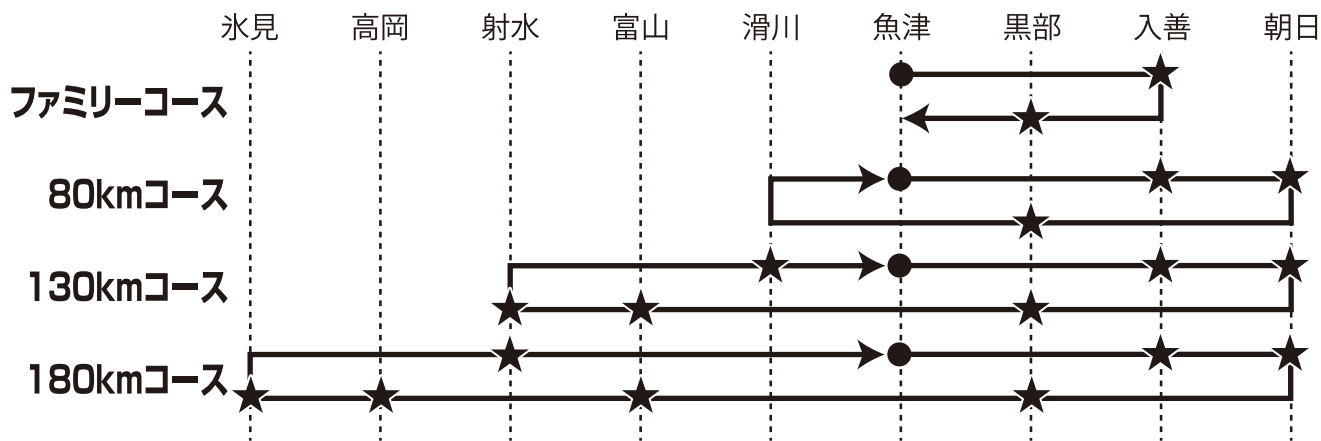 氷見 高岡 射水 富山 滑川 魚津 黒部 入善 朝日
ファミリーコース
80kmコース
130kmコース
180kmコース